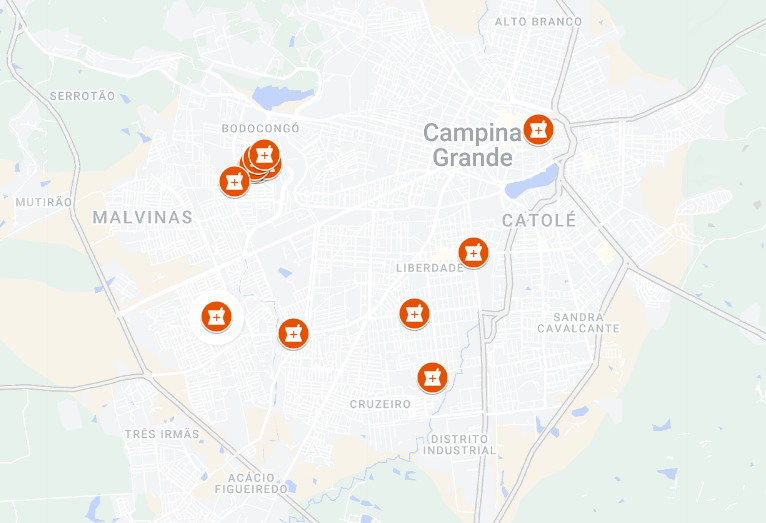 ALTO BRANCO
SERROTÃO
BODOCONGÓ
Campina
Grande
MUTIRÃO
MALVINAS
CATOLÉ
LIBERDADE
SANDRA
CAVALCANTE
CRUZEIRO
TRÊS IRMÃS
DISTRITO
INDUSTRIAL
ACÁCIO
FIGUEIREDO